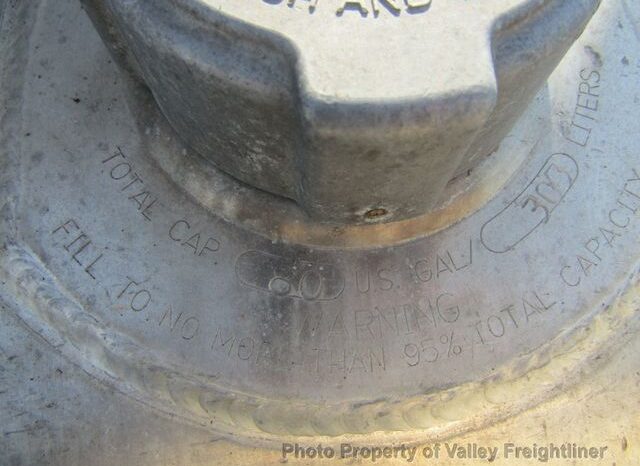 AND
TOTAL CAP. 80 U.S. GAL/ 303 LITERS
WARNING
FILL TO NO MORE THAN 95% TOTAL CAPACITY
Photo Property of Valley Freightliner